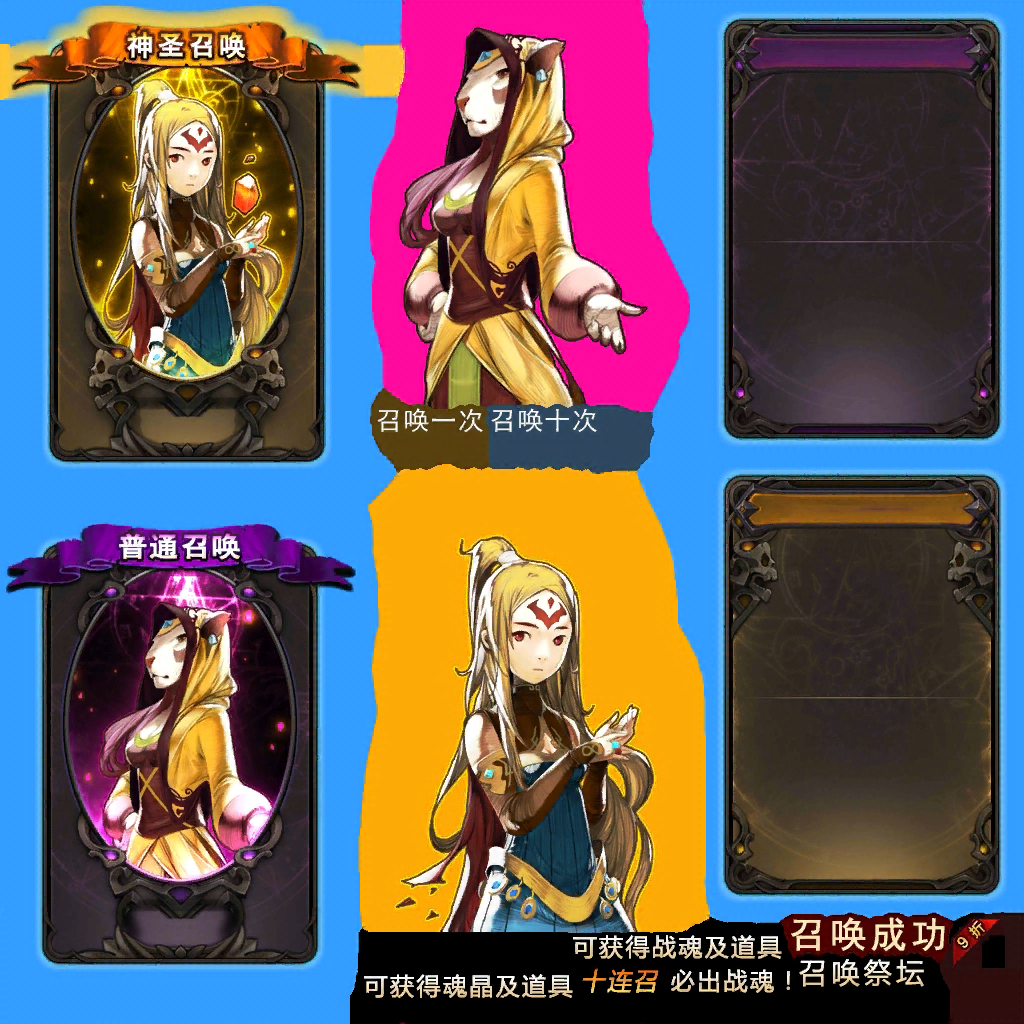 神圣召唤
召唤一次
召唤十次
普通召唤
可获得战魂及道具
召唤成功
9折
可获得魂晶及道具
十连召
必出战魂！
召唤祭坛